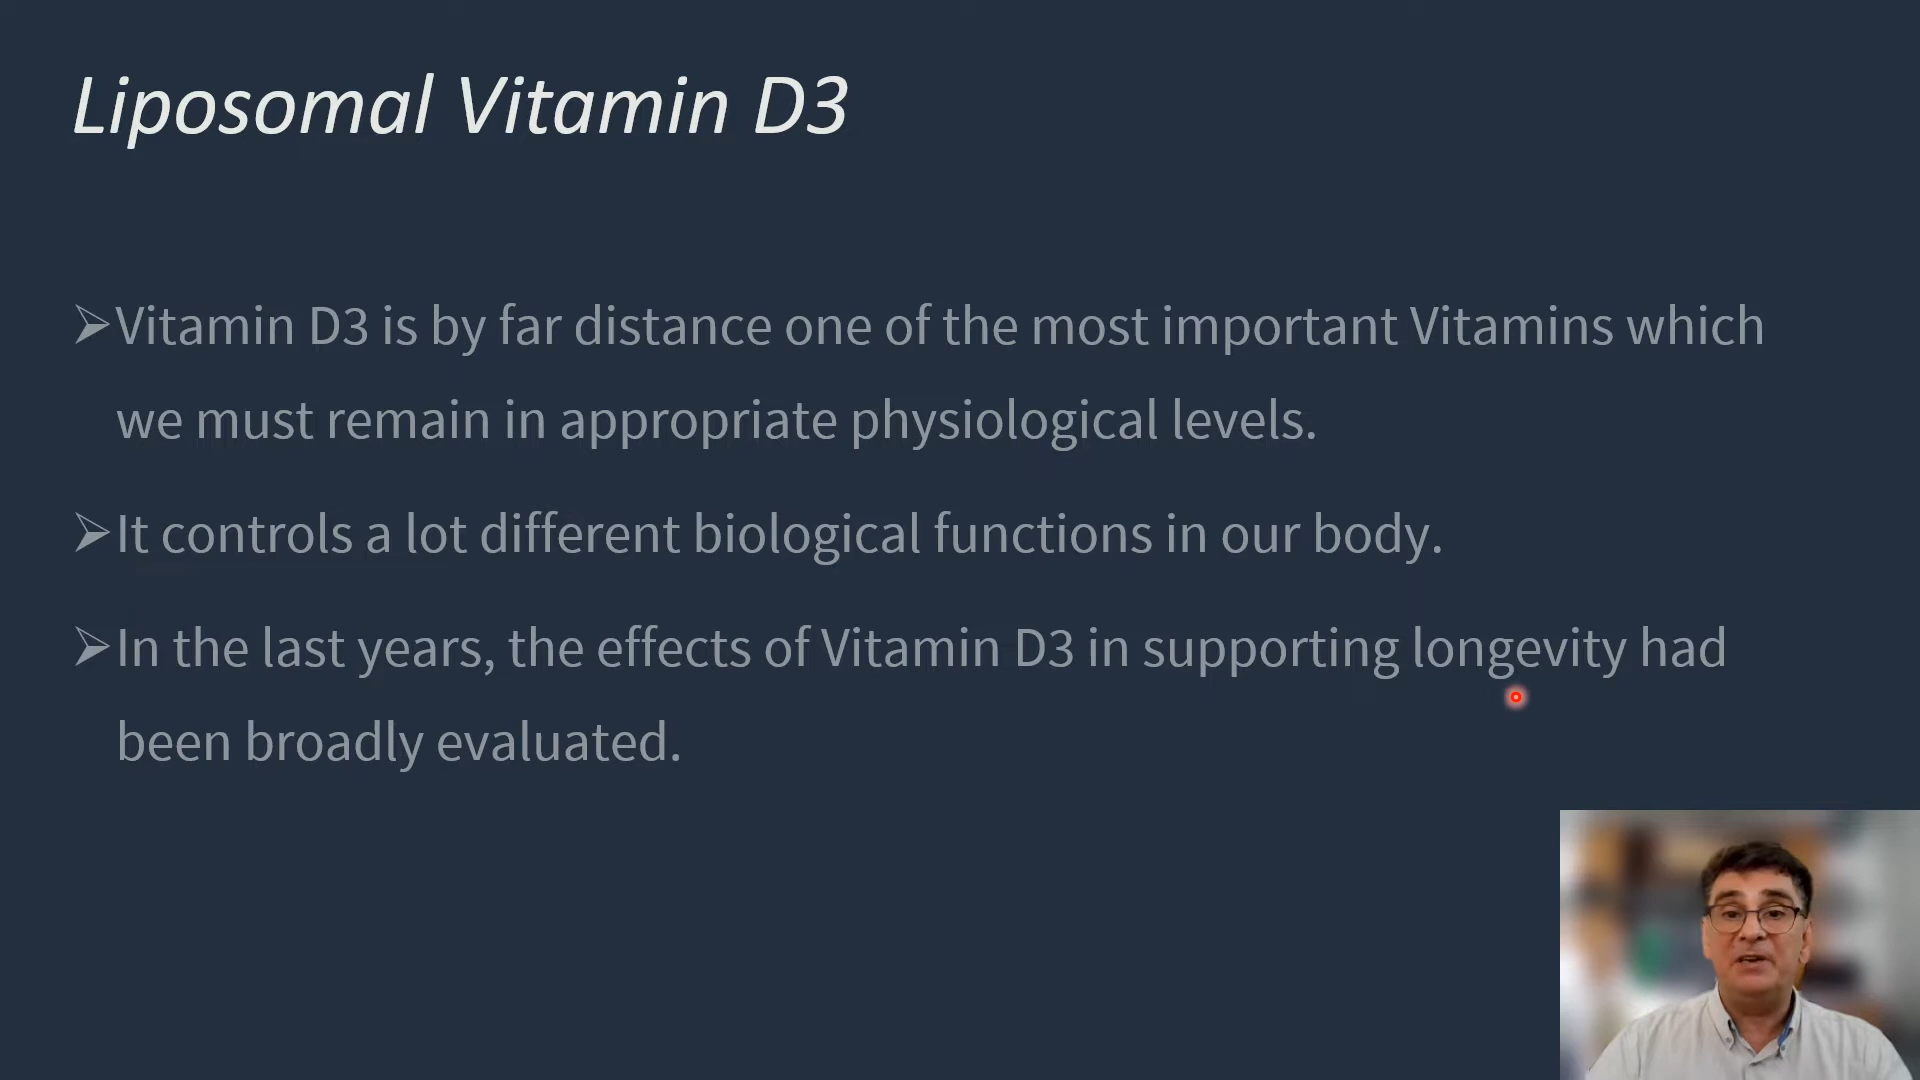 Liposomal Vitamin D3
➢Vitamin D3 is by far distance one of the most important Vitamins which
we must remain in appropriate physiological levels.
➢It controls a lot different biological functions in our body.
➢In the last years, the effects of Vitamin D3 in supporting longevity had
been broadly evaluated.